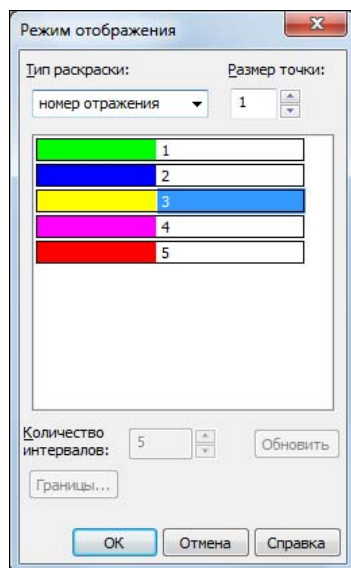 Режим отображения
Тип раскраски: Размер точки:
номер отражения 1
1
2
3
4
5
Количество
интервалов: 5 Обновить
Границы...
ОК Отмена Справка